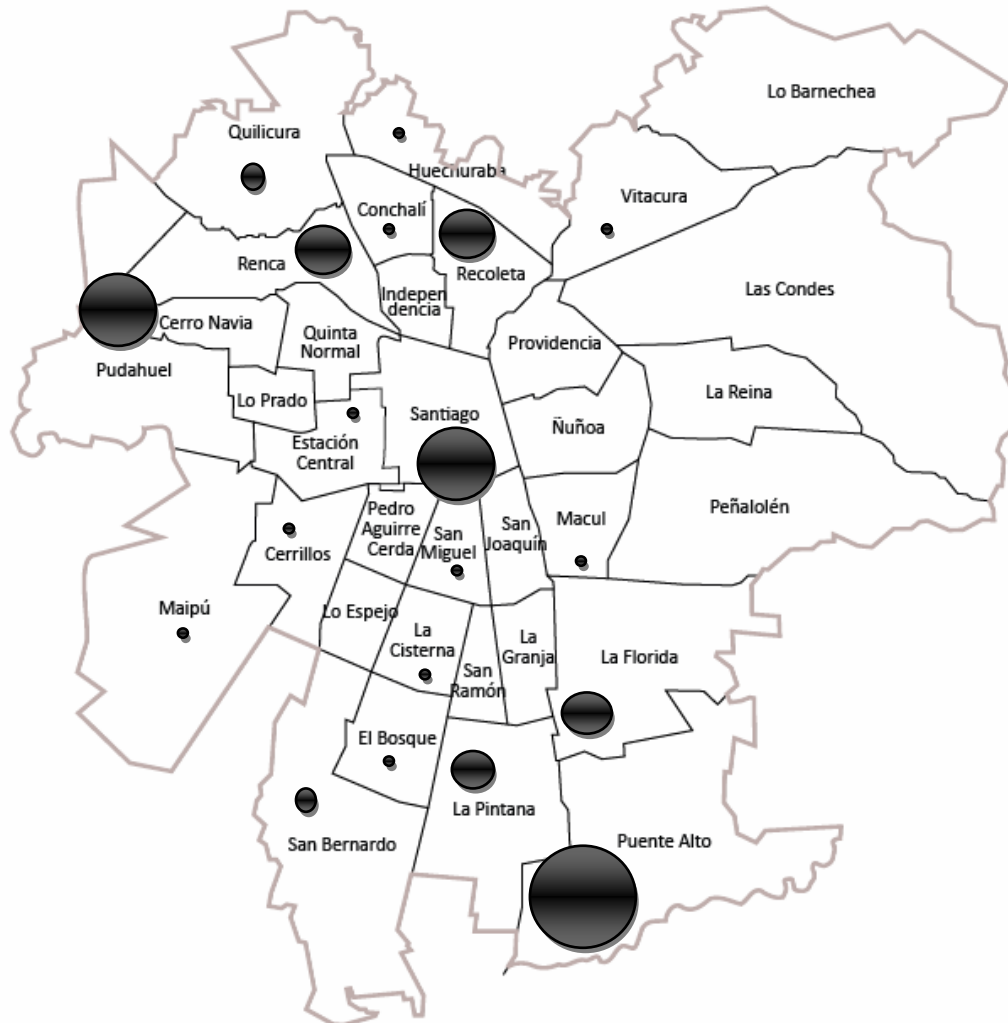 Lo Barnechea
Quilicura
Huechuraba
Vitacura
Conchalí
Renca
Recoleta
Las Condes
Indepen
dencia
Cerro Navia
Quinta
Normal
Providencia
Pudahuel
La Reina
Lo Prado
Santiago
Ñuñoa
Estación
Central
Peñalolén
Pedro
Aguirre
Cerda
San
Miguel
San
Joaquín
Macul
Cerrillos
Maipú
Lo Espejo
La
Cisterna
La
Granja
La Florida
San
Ramón
El Bosque
La Pintana
San Bernardo
Puente Alto